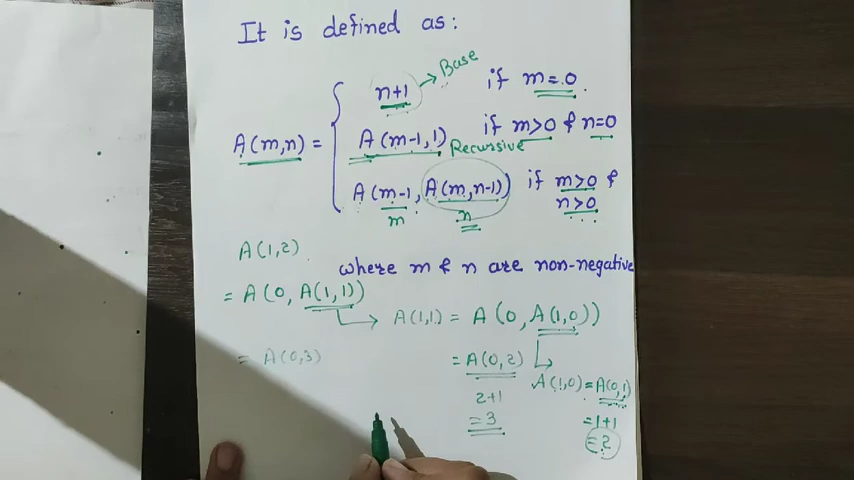 It is defined as:
n+1 → Base if m=0
A(m,n) = { A(m-1,1) if m>0 & n=0
Recursive
A(m-1, A(m,n-1)) if m>0 &
n>0
m n
A(1,2)
where m & n are non-negative
= A(0, A(1,1))
A(1,1) = A(0, A(1,0))
= A(0,3)
= A(0,2)
A(1,0) = A(0,1)
2+1
=3
=1+1
=2